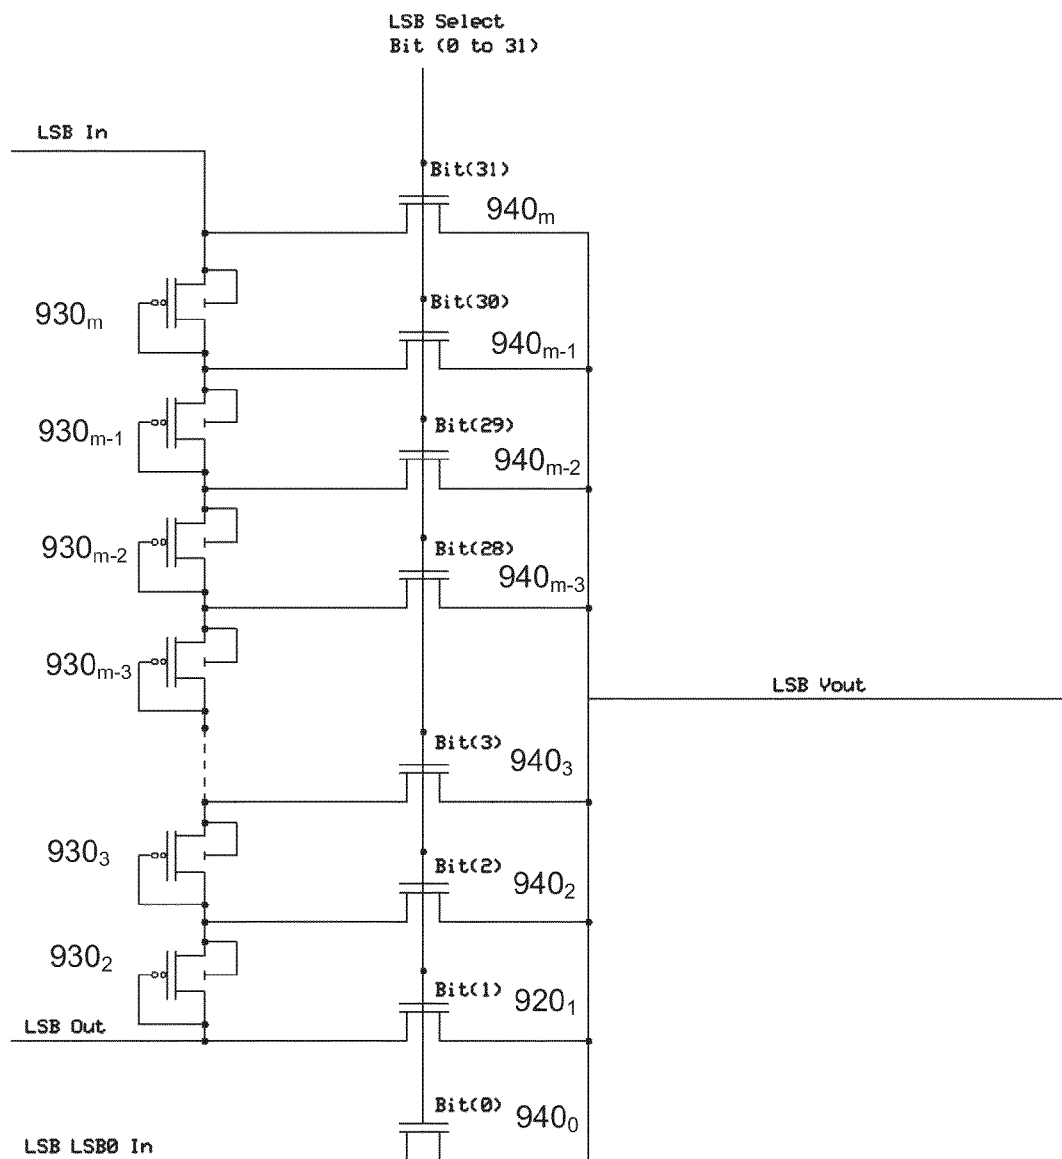 LSB Select
Bit (0 to 31)
LSB In
Bit(31)
940m
Bit(30)
930m
940m-1
Bit(29)
930m-1
940m-2
Bit(28)
930m-2
940m-3
930m-3
LSB Yout
Bit(3)
9403
9303
Bit(2)
9402
9302
Bit(1)
9201
LSB Out
Bit(0)
9400
LSB LSB0 In